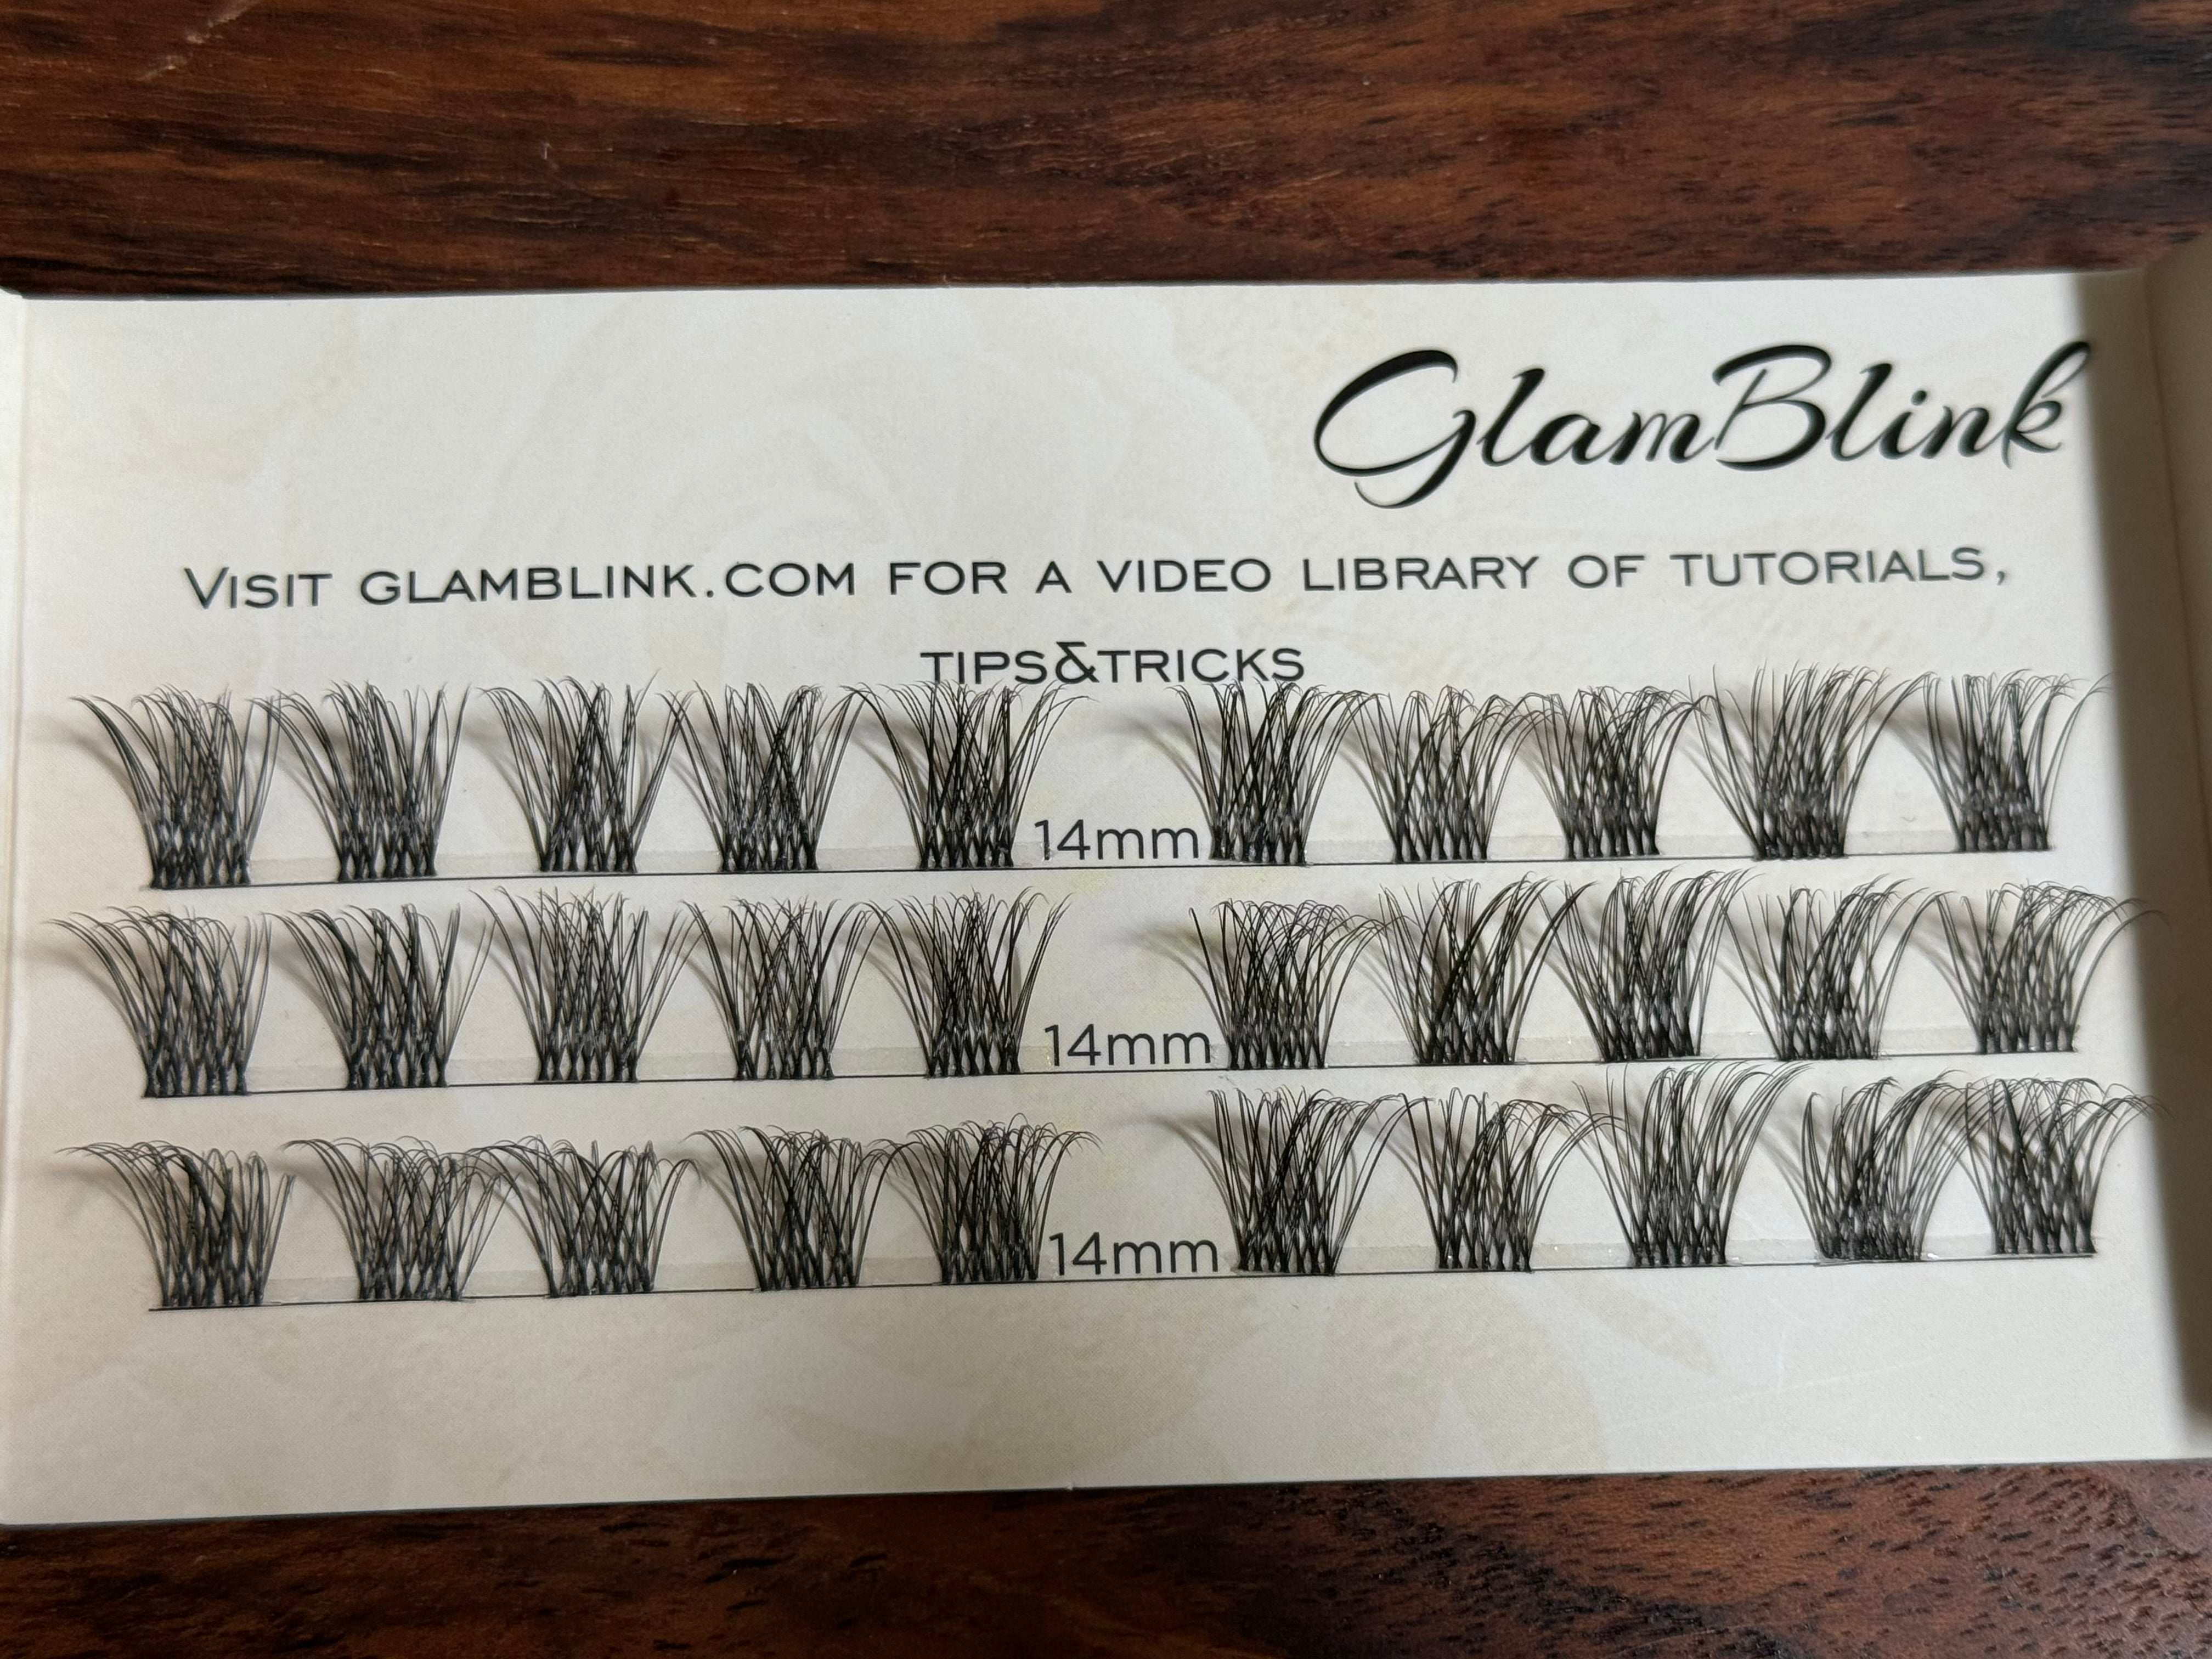 GlamBlink
VISIT GLAMBLINK.COM FOR A VIDEO LIBRARY OF TUTORIALS,
TIPS&TRICKS
14mm
14mm
14mm